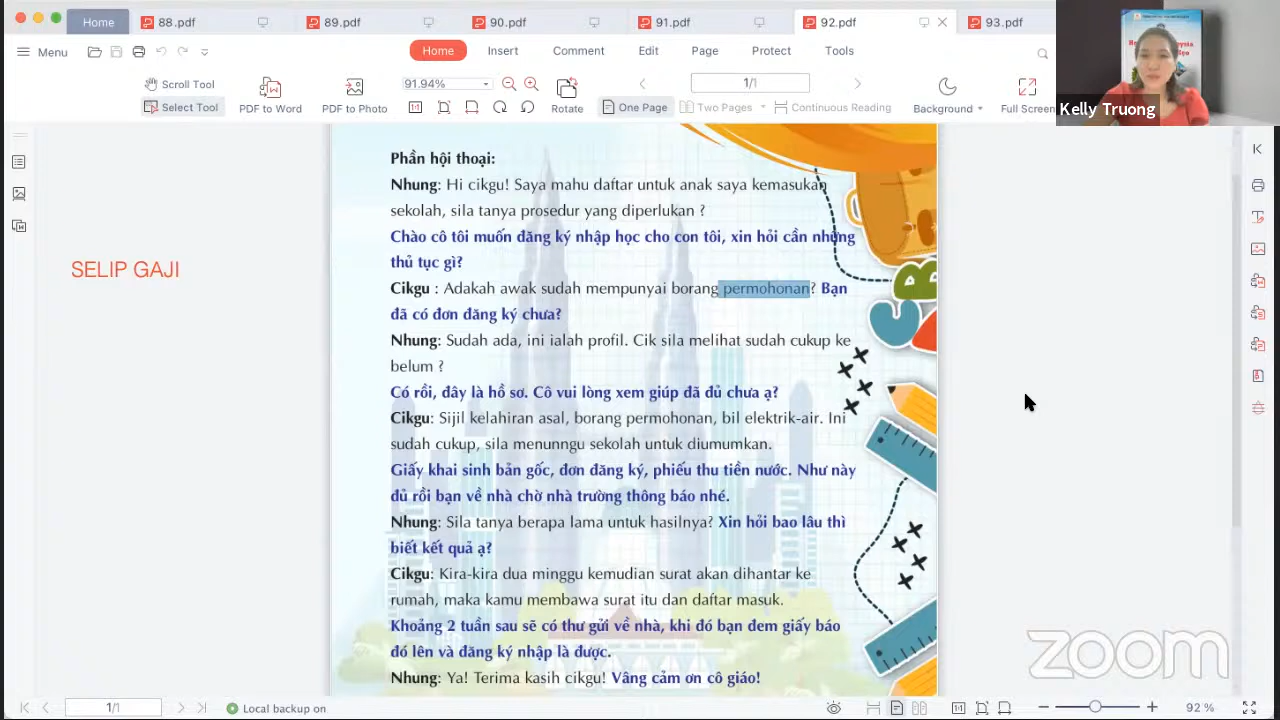 Home
88.pdf
89.pdf
90.pdf
91.pdf
92.pdf
93.pdf
Menu
Home
Insert
Comment
Edit
Page
Protect
Tools
Scroll Tool
Select Tool
PDF to Word
PDF to Photo
91.94%
Rotate
1/1
One Page
Two Pages
Continuous Reading
Background
Full Screen
Kelly Truong
SELIP GAJI
Phần hội thoại:
Nhung: Hi cikgu! Saya mahu daftar untuk anak saya kemasukan
sekolah, sila tanya prosedur yang diperlukan ?
Chào cô tôi muốn đăng ký nhập học cho con tôi, xin hỏi cần những
thủ tục gì?
Cikgu : Adakah awak sudah mempunyai borang permohonan? Bạn
đã có đơn đăng ký chưa?
Nhung: Sudah ada, ini ialah profil. Cik sila melihat sudah cukup ke
belum ?
Có rồi, đây là hồ sơ. Cô vui lòng xem giúp đã đủ chưa ạ?
Cikgu: Sijil kelahiran asal, borang permohonan, bil elektrik-air. Ini
sudah cukup, sila menunngu sekolah untuk diumumkan.
Giấy khai sinh bản gốc, đơn đăng ký, phiếu thu tiền nước. Như này
đủ rồi bạn về nhà chờ nhà trường thông báo nhé.
Nhung: Sila tanya berapa lama untuk hasilnya? Xin hỏi bao lâu thì
biết kết quả ạ?
Cikgu: Kira-kira dua minggu kemudian surat akan dihantar ke
rumah, maka kamu membawa surat itu dan daftar masuk.
Khoảng 2 tuần sau sẽ có thư gửi về nhà, khi đó bạn đem giấy báo
đó lên và đăng ký nhập là được.
Nhung: Ya! Terima kasih cikgu! Vâng cảm ơn cô giáo!
zoom
1/1
Local backup on
92 %